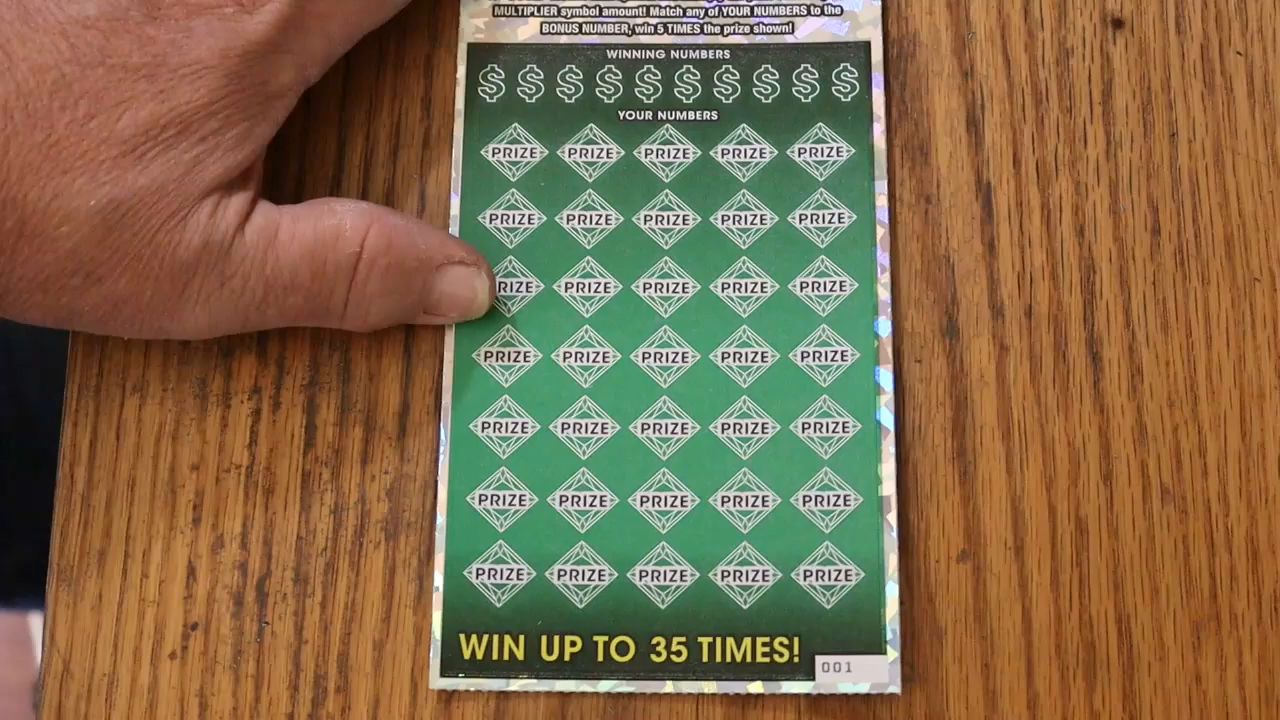 MULTIPLIER symbol amount! Match any of YOUR NUMBERS to the
BONUS NUMBER, win 5 TIMES the prize shown!
WINNING NUMBERS
$ $ $ $ $ $ $ $ $ $
YOUR NUMBERS
PRIZE PRIZE PRIZE PRIZE PRIZE
PRIZE PRIZE PRIZE PRIZE PRIZE
RIZE PRIZE PRIZE PRIZE PRIZE
PRIZE PRIZE PRIZE PRIZE PRIZE
PRIZE PRIZE PRIZE PRIZE PRIZE
PRIZE PRIZE PRIZE PRIZE PRIZE
PRIZE PRIZE PRIZE PRIZE PRIZE
WIN UP TO 35 TIMES!
001